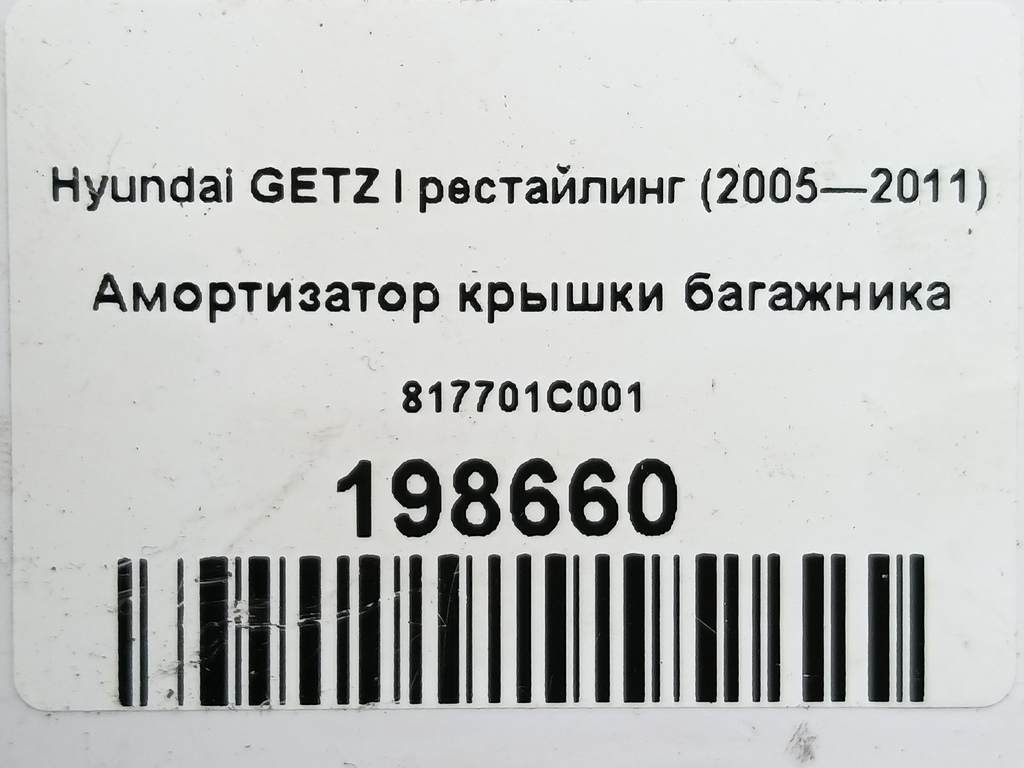 Hyundai GETZ I рестайлинг (2005—2011)
Амортизатор крышки багажника
817701C001
198660